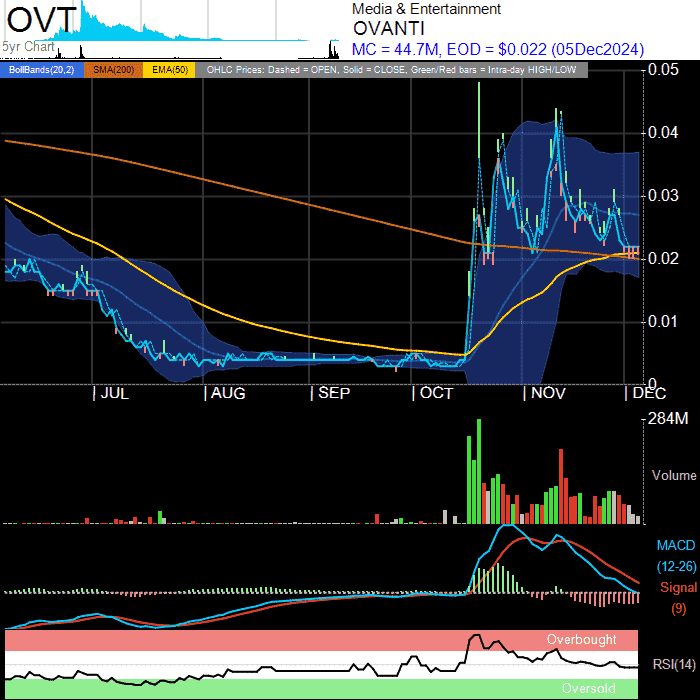 OVT
Media & Entertainment
OVANTI
5yr Chart
MC = 44.7M, EOD = $0.022 (05Dec2024)
BollBands(20,2) SMA(200) EMA(50) OHLC Prices: Dashed = OPEN, Solid = CLOSE, Green/Red bars = Intra-day HIGH/LOW
0.05
0.04
0.03
0.02
0.01
0
JUL AUG SEP OCT NOV DEC
284M
Volume
MACD
(12-26)
Signal
(9)
Overbought
RSI(14)
Oversold